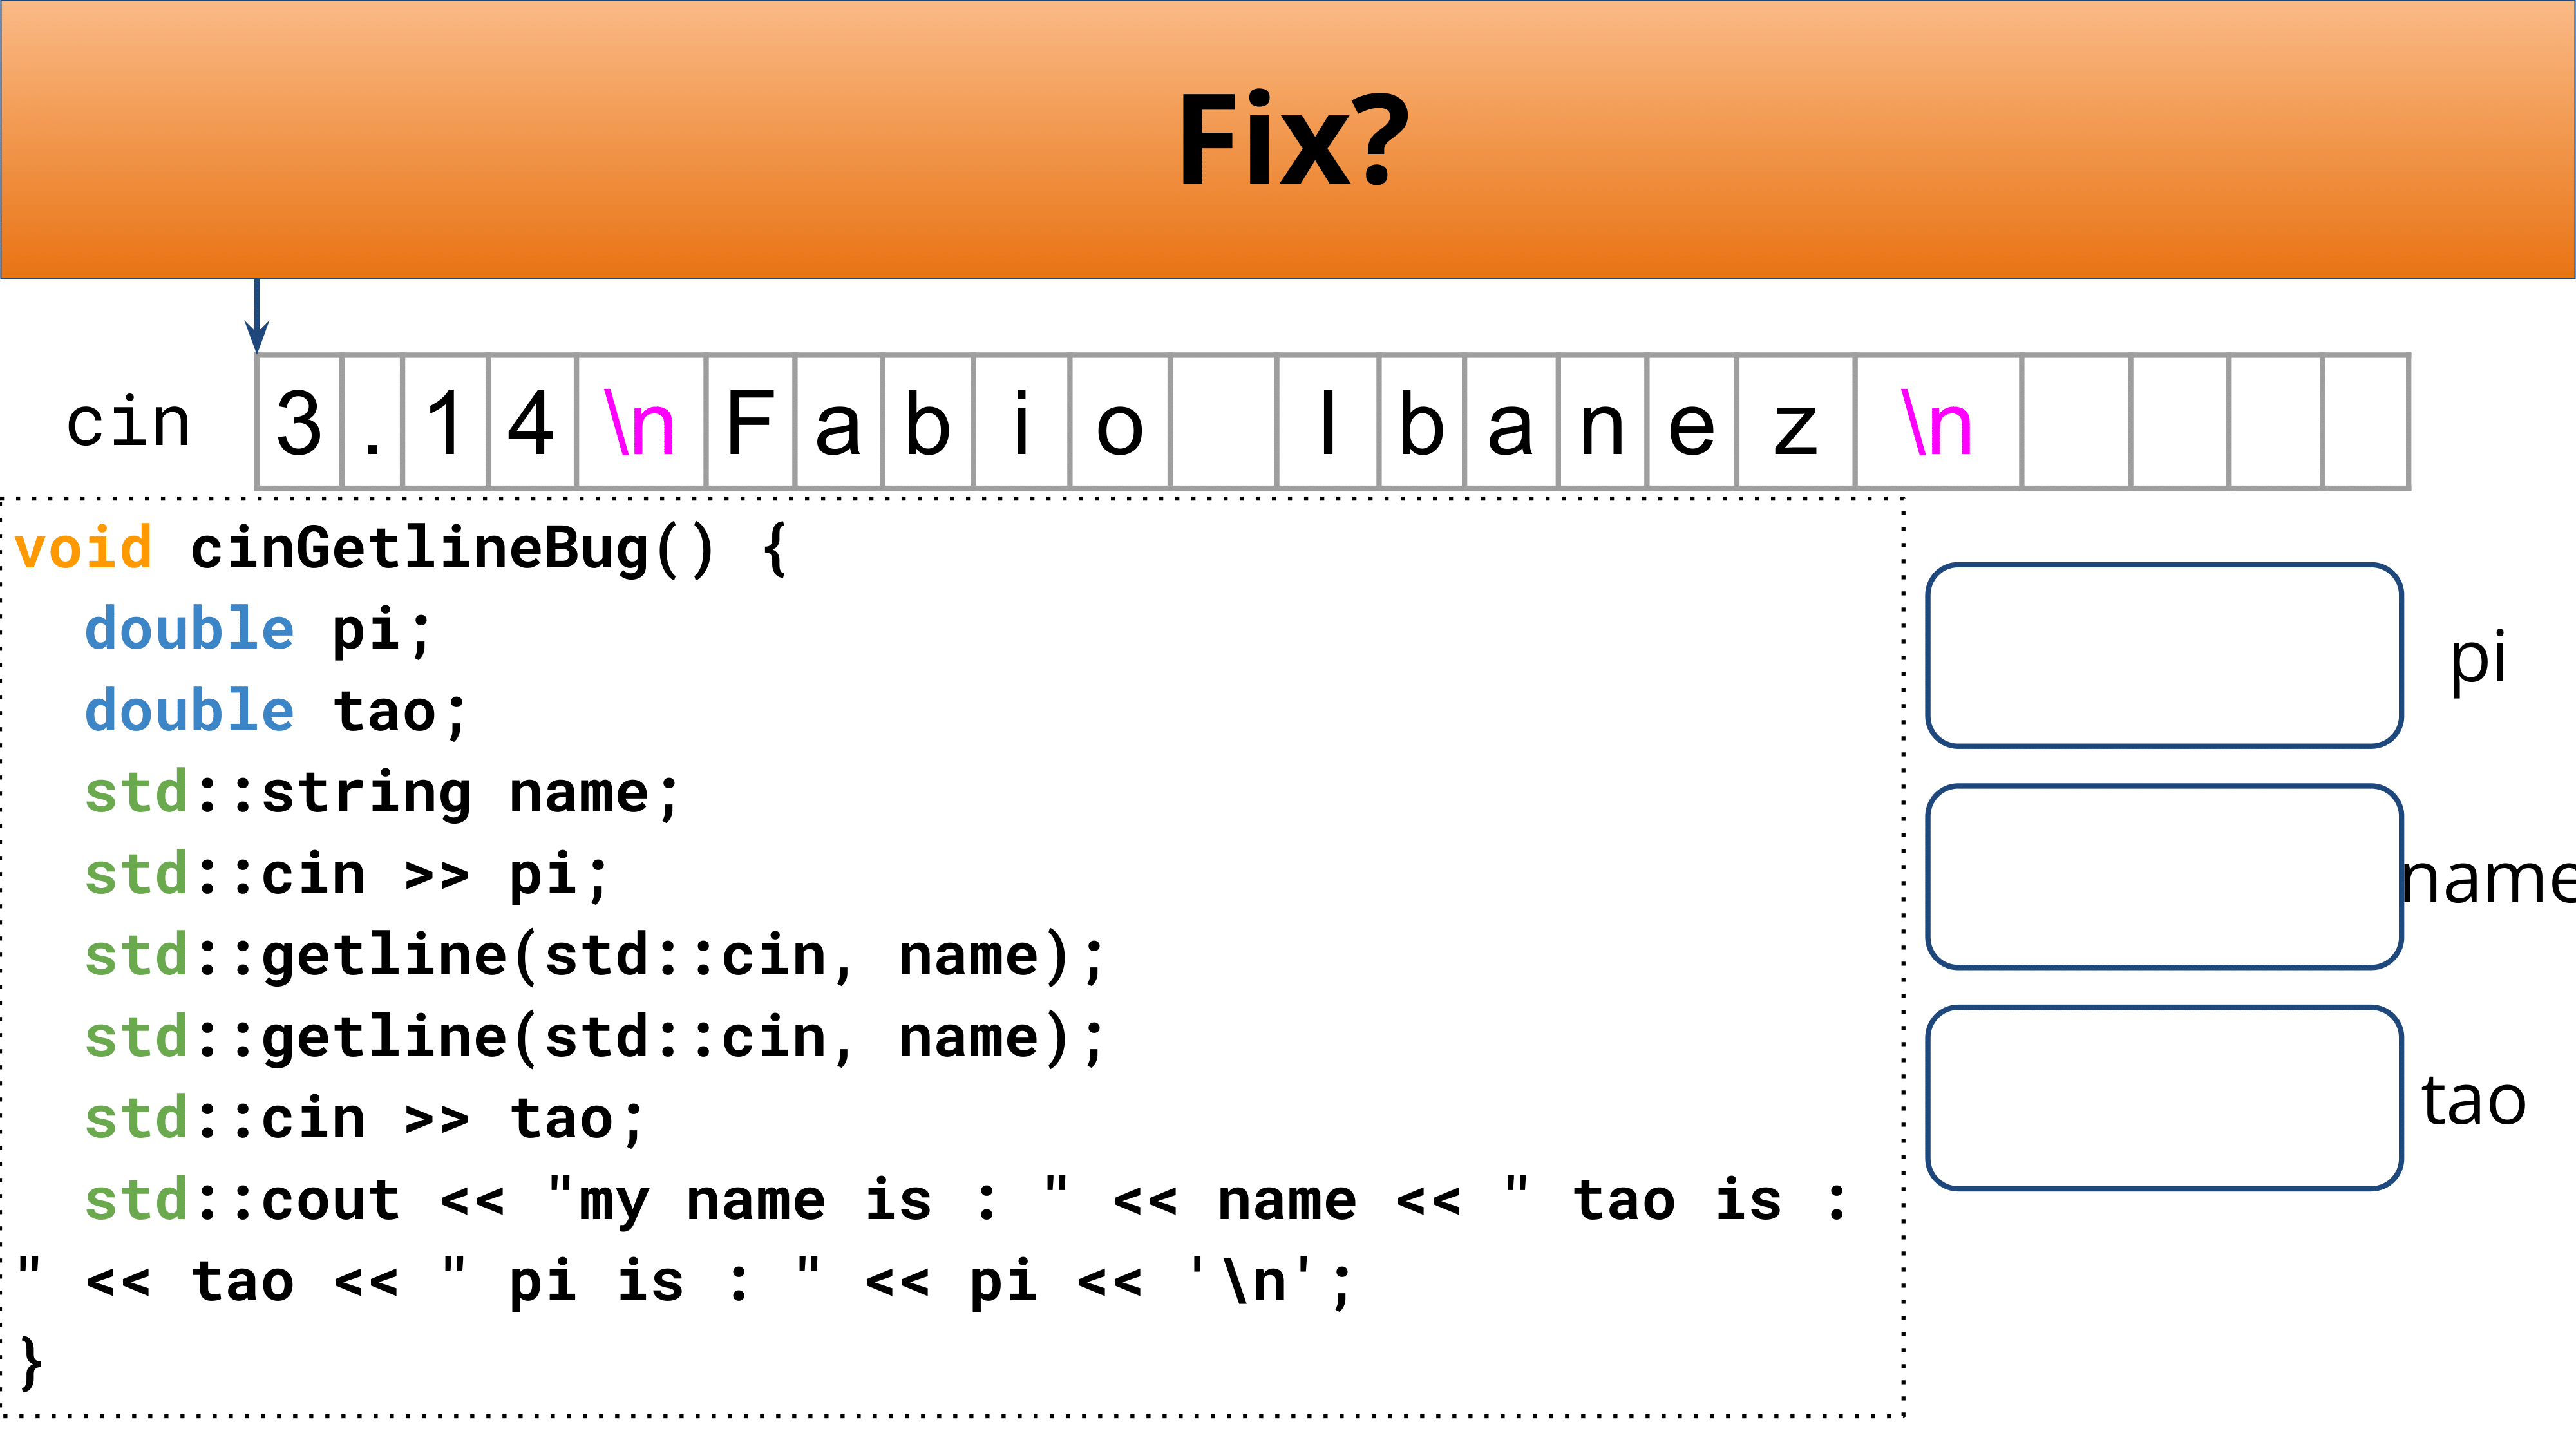 Fix?
cin 3 . 1 4 \n F a b i o I b a n e z \n
void cinGetlineBug() {
double pi;
double tao;
std::string name;
std::cin >> pi;
std::getline(std::cin, name);
std::getline(std::cin, name);
std::cin >> tao;
std::cout << "my name is : " << name << " tao is :
" << tao << " pi is : " << pi << '\n';
}
pi
name
tao